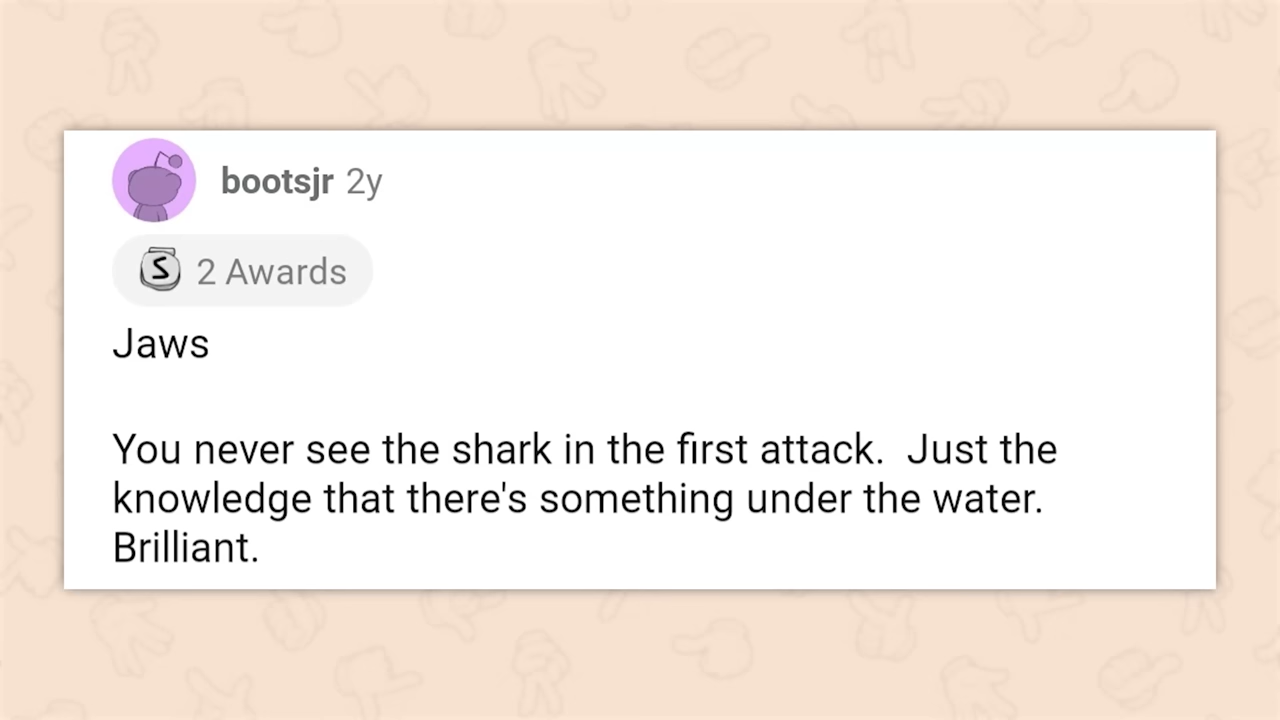 bootsjr 2y
S 2 Awards
Jaws
You never see the shark in the first attack.  Just the
knowledge that there's something under the water.
Brilliant.